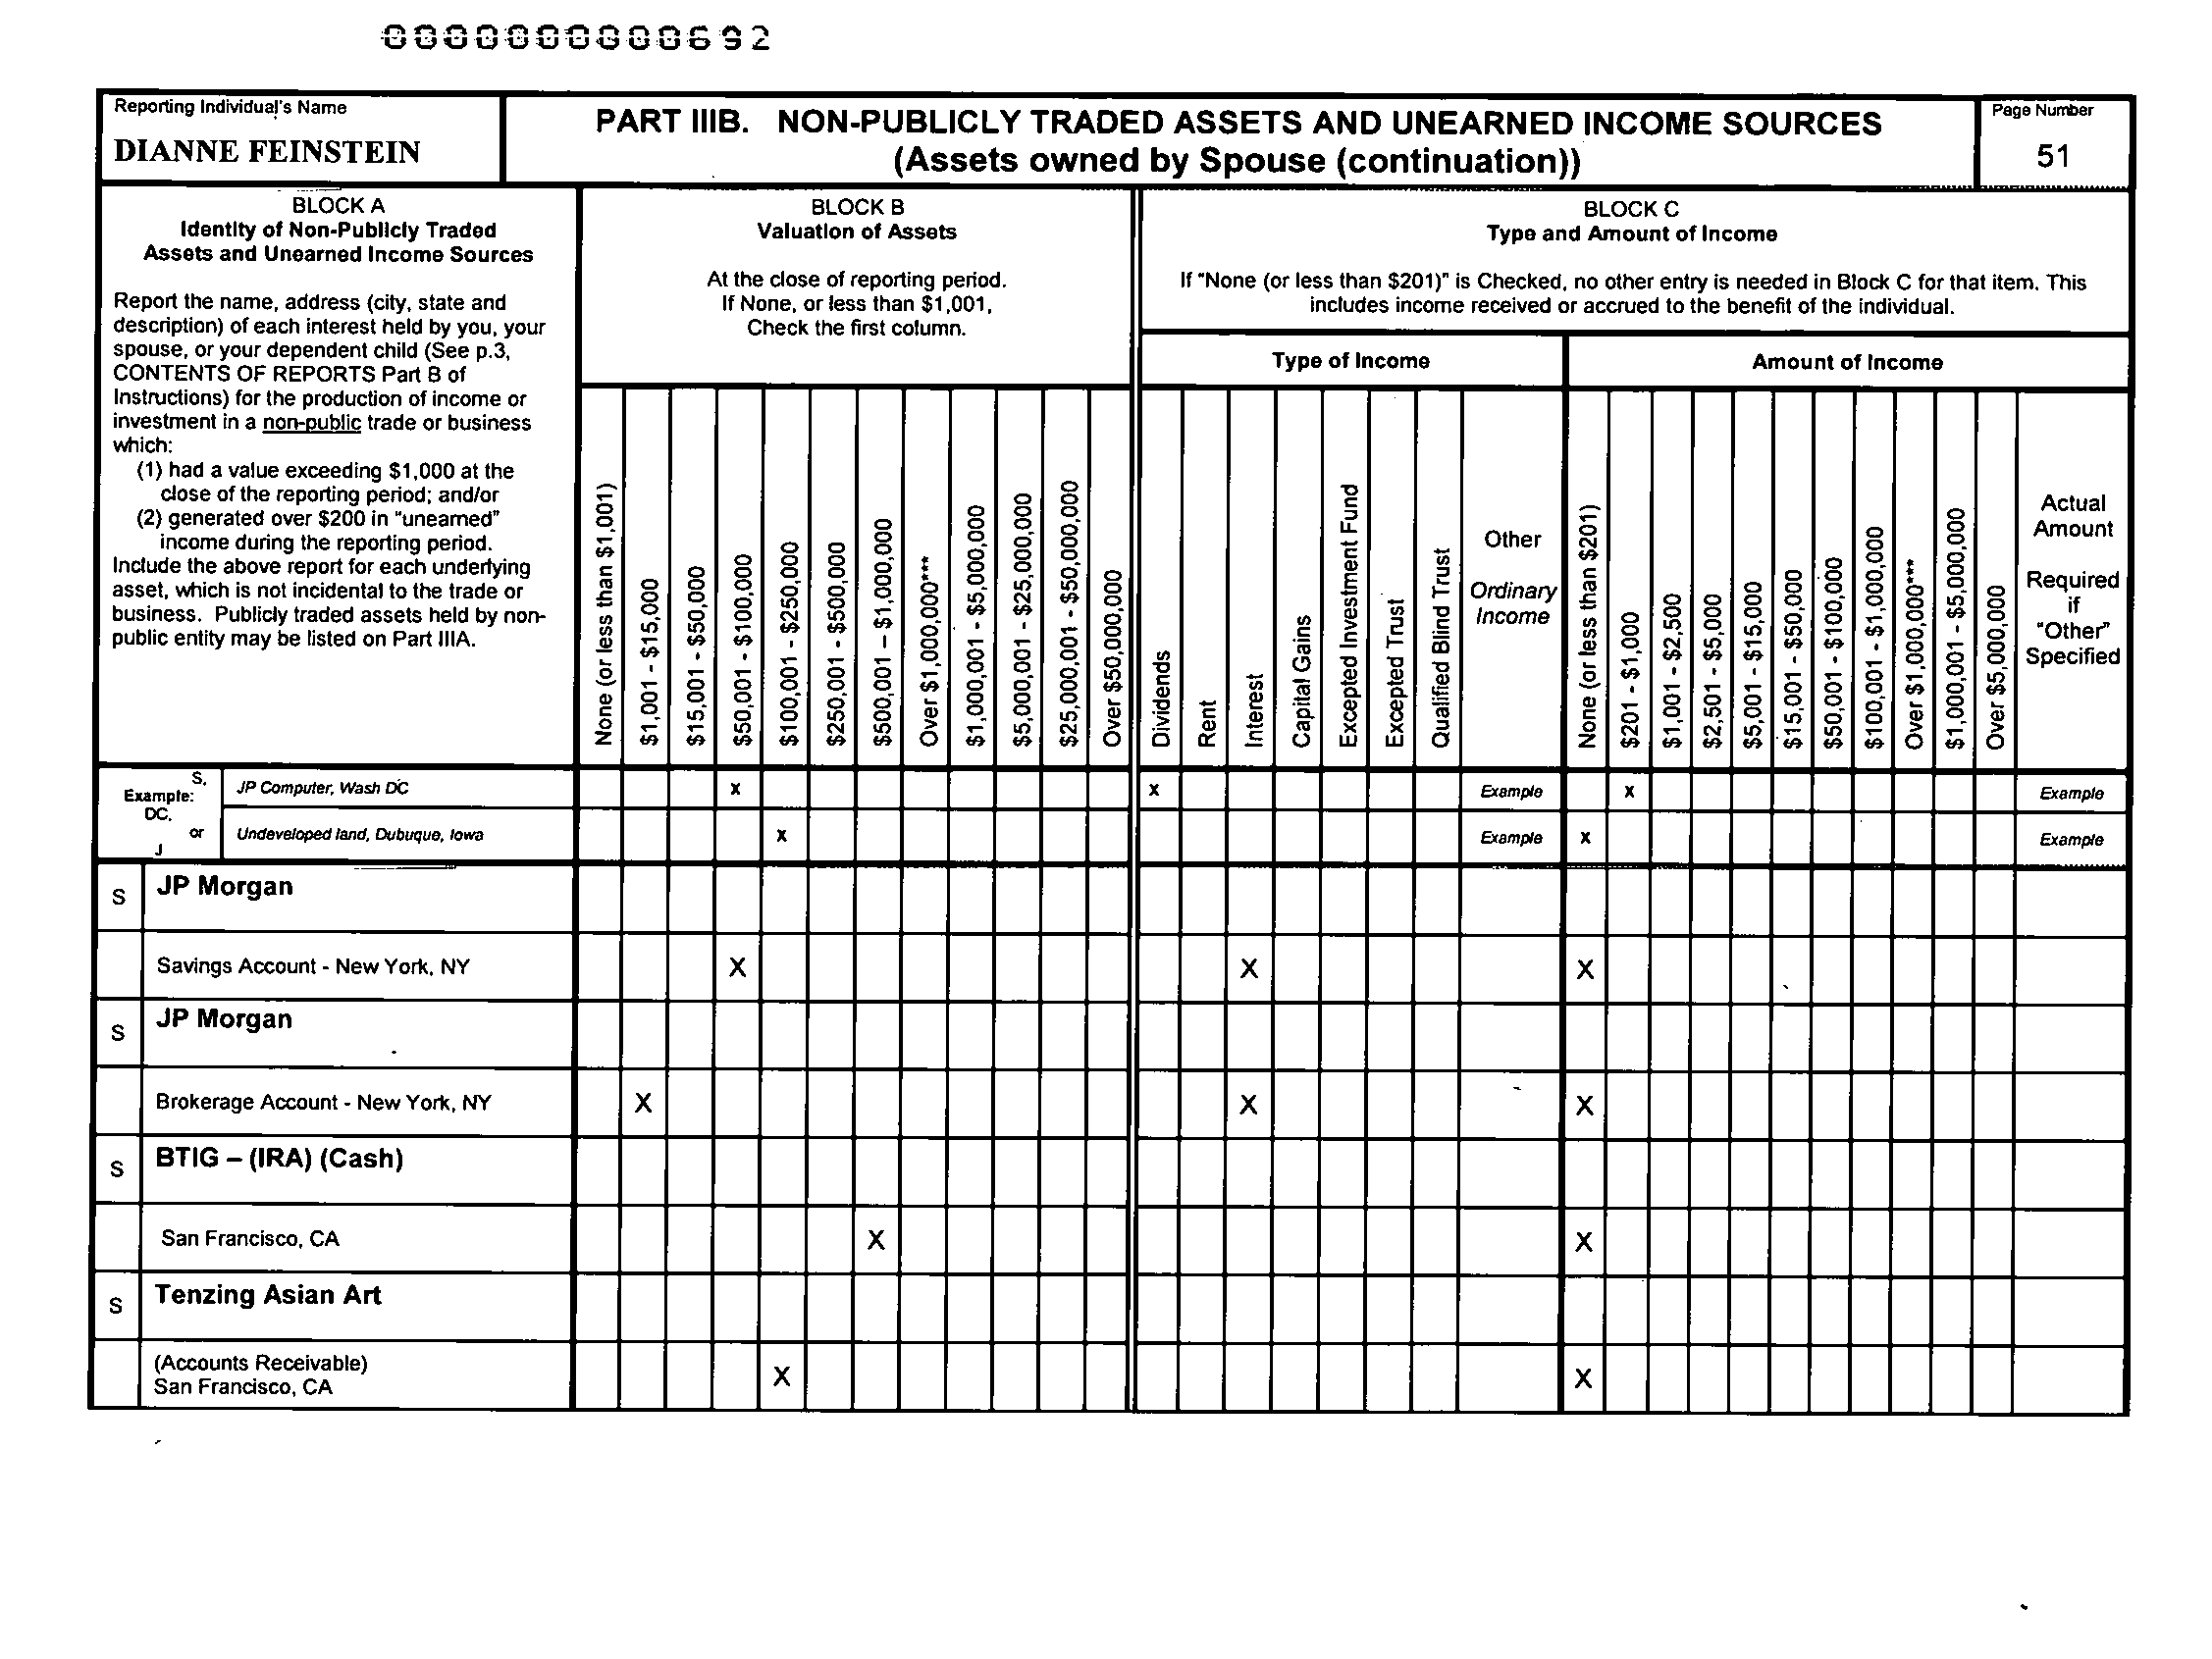 000000000692
Reporting Individual's Name
DIANNE FEINSTEIN
PART IIIB. NON-PUBLICLY TRADED ASSETS AND UNEARNED INCOME SOURCES
(Assets owned by Spouse (continuation))
Page Number
51
BLOCK A
Identity of Non-Publicly Traded
Assets and Unearned Income Sources
Report the name, address (city, state and
description) of each interest held by you, your
spouse, or your dependent child (See p.3,
CONTENTS OF REPORTS Part B of
Instructions) for the production of income or
investment in a non-public trade or business
which:
(1) had a value exceeding $1,000 at the
close of the reporting period; and/or
(2) generated over $200 in "unearned"
income during the reporting period.
Include the above report for each underlying
asset, which is not incidental to the trade or
business. Publicly traded assets held by non-
public entity may be listed on Part IIIA.
BLOCK B
Valuation of Assets
At the close of reporting period.
If None, or less than $1,001,
Check the first column.
BLOCK C
Type and Amount of Income
If "None (or less than $201)" is Checked, no other entry is needed in Block C for that item. This
includes income received or accrued to the benefit of the individual.
Type of Income
Amount of Income
None (or less than $1,001)
$1,001 - $15,000
$15,001 - $50,000
$50,001 - $100,000
$100,001 - $250,000
$250,001 - $500,000
$500,001 – $1,000,000
Over $1,000,000***
$1,000,001 - $5,000,000
$5,000,001 - $25,000,000
$25,000,001 - $50,000,000
Over $50,000,000
Dividends
Rent
Interest
Capital Gains
Excepted Investment Fund
Excepted Trust
Qualified Blind Trust
Other
Ordinary
Income
None (or less than $201)
$201 - $1,000
$1,001 - $2,500
$2,501 - $5,000
$5,001 - $15,000
$15,001 - $50,000
$50,001 - $100,000
$100,001 - $1,000,000
Over $1,000,000***
$1,000,001 - $5,000,000
Over $5,000,000
Actual
Amount
Required
if
"Other"
Specified
Example:
S,
DC,
or
J
JP Computer, Wash DC
X
X
Example
X
Example
Undeveloped land, Dubuque, Iowa
X
Example
X
Example
S
JP Morgan
Savings Account - New York, NY
X
X
X
S
JP Morgan
Brokerage Account - New York, NY
X
X
X
S
BTIG – (IRA) (Cash)
San Francisco, CA
X
X
S
Tenzing Asian Art
(Accounts Receivable)
San Francisco, CA
X
X